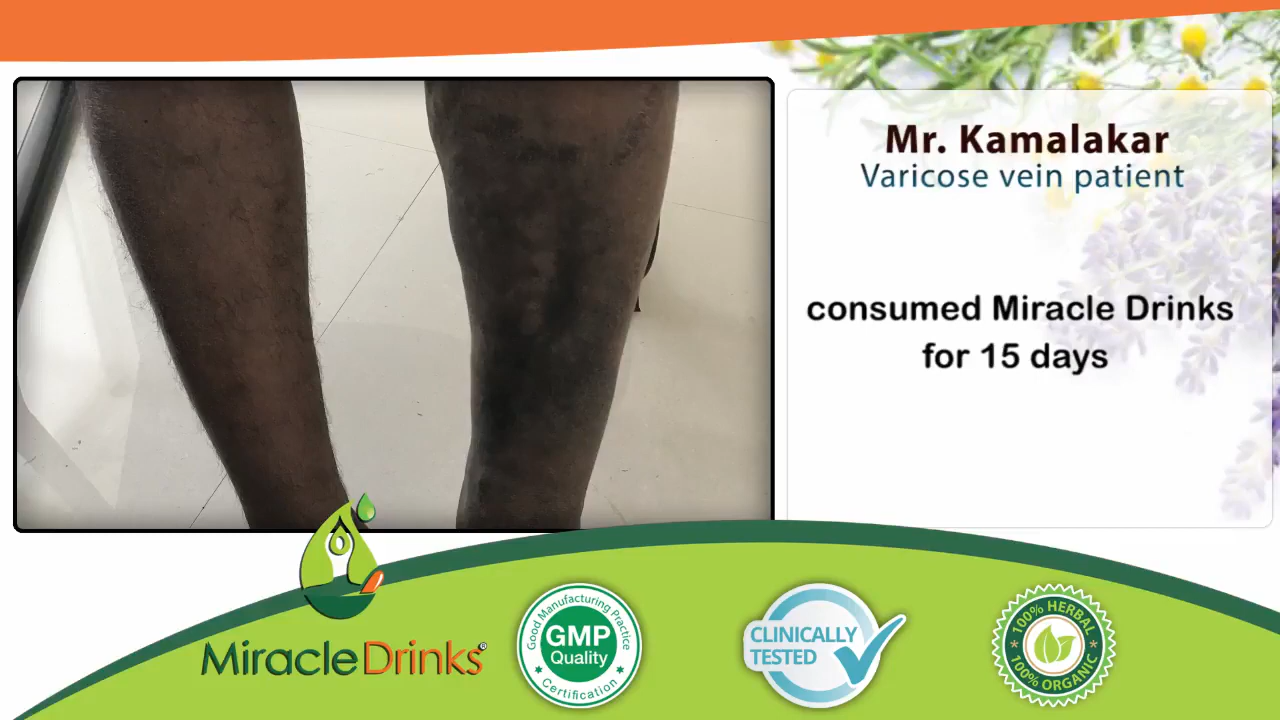 Mr. Kamalakar
Varicose vein patient
consumed Miracle Drinks
for 15 days
MiracleDrinks®
Good Manufacturing Practice
GMP
Quality
Certification
CLINICALLY
TESTED
100% HERBAL
100% ORGANIC